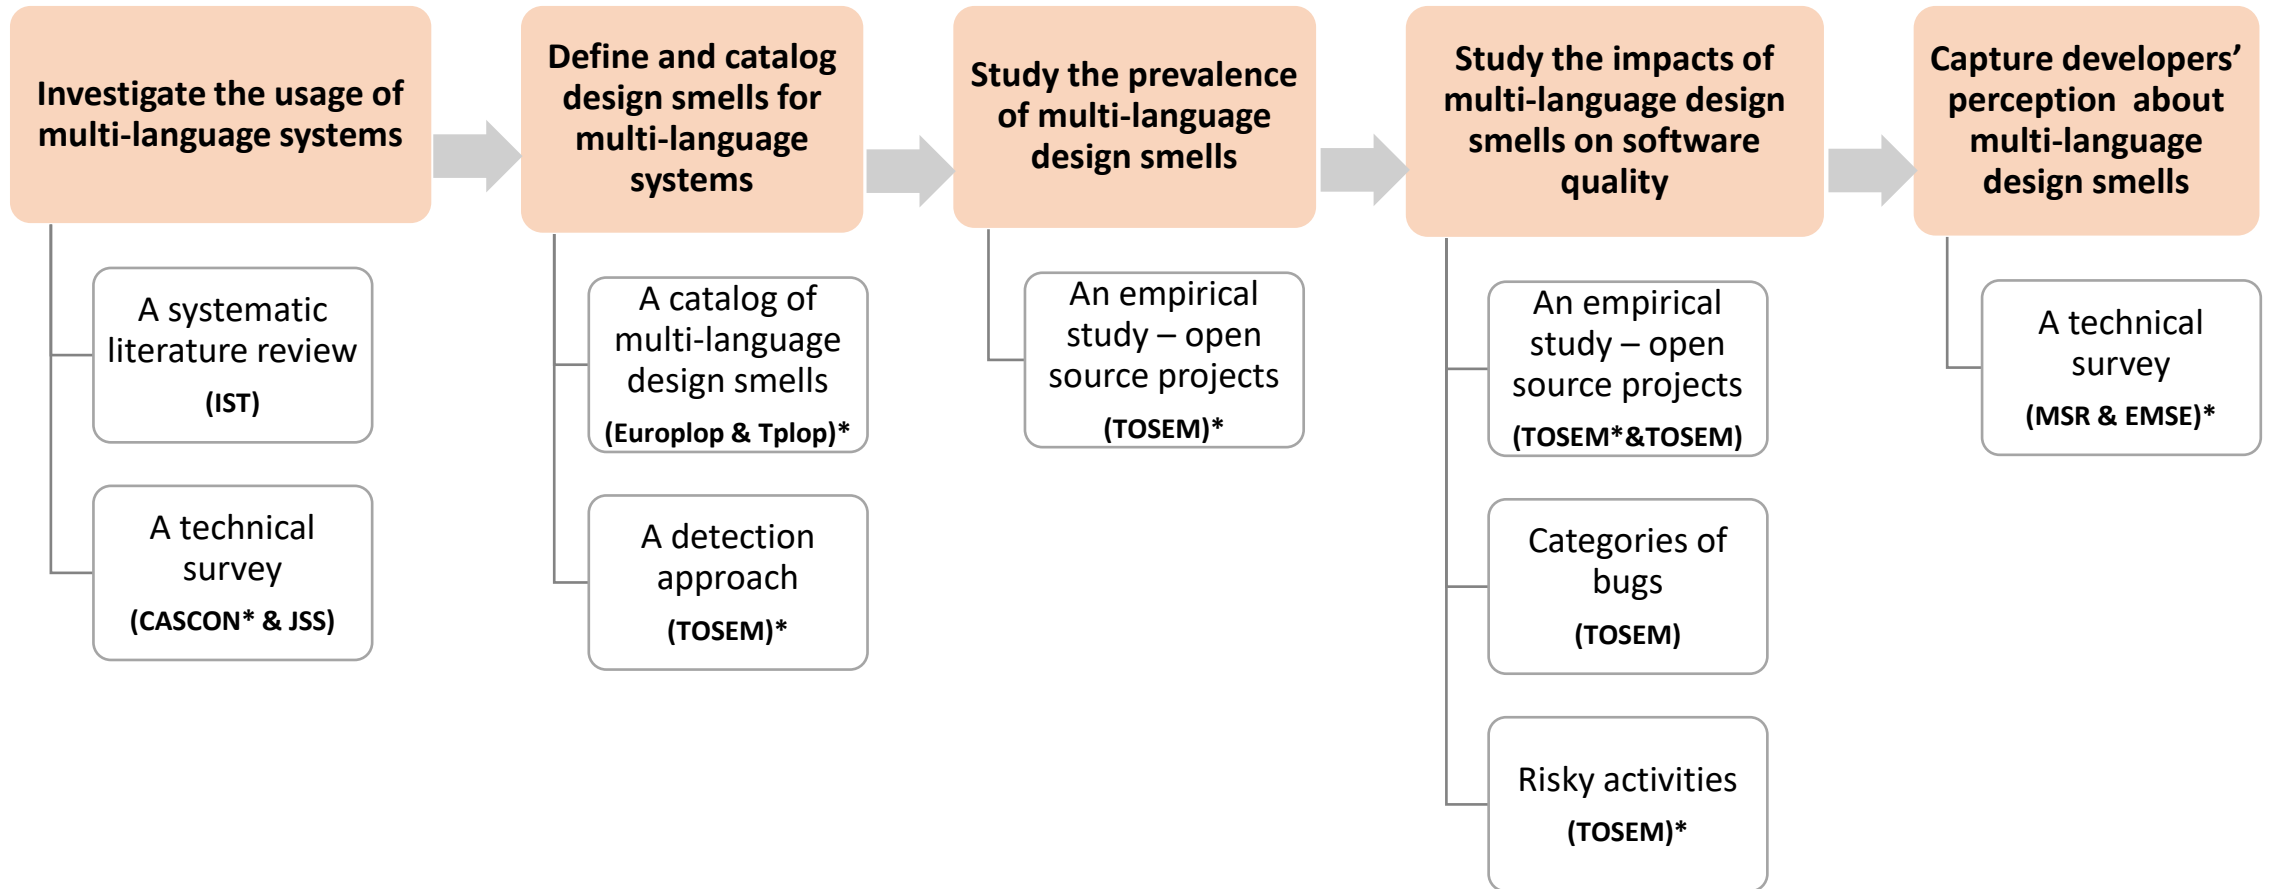 Investigate the usage of
multi-language systems
A systematic
literature review
(IST)
A technical
survey
(CASCON* & JSS)
Define and catalog
design smells for
multi-language
systems
A catalog of
multi-language
design smells
(Europlop & Tplop)*
A detection
approach
(TOSEM)*
Study the prevalence
of multi-language
design smells
An empirical
study – open
source projects
(TOSEM)*
Study the impacts of
multi-language design
smells on software
quality
An empirical
study – open
source projects
(TOSEM*&TOSEM)
Categories of
bugs
(TOSEM)
Risky activities
(TOSEM)*
Capture developers’
perception about
multi-language
design smells
A technical
survey
(MSR & EMSE)*